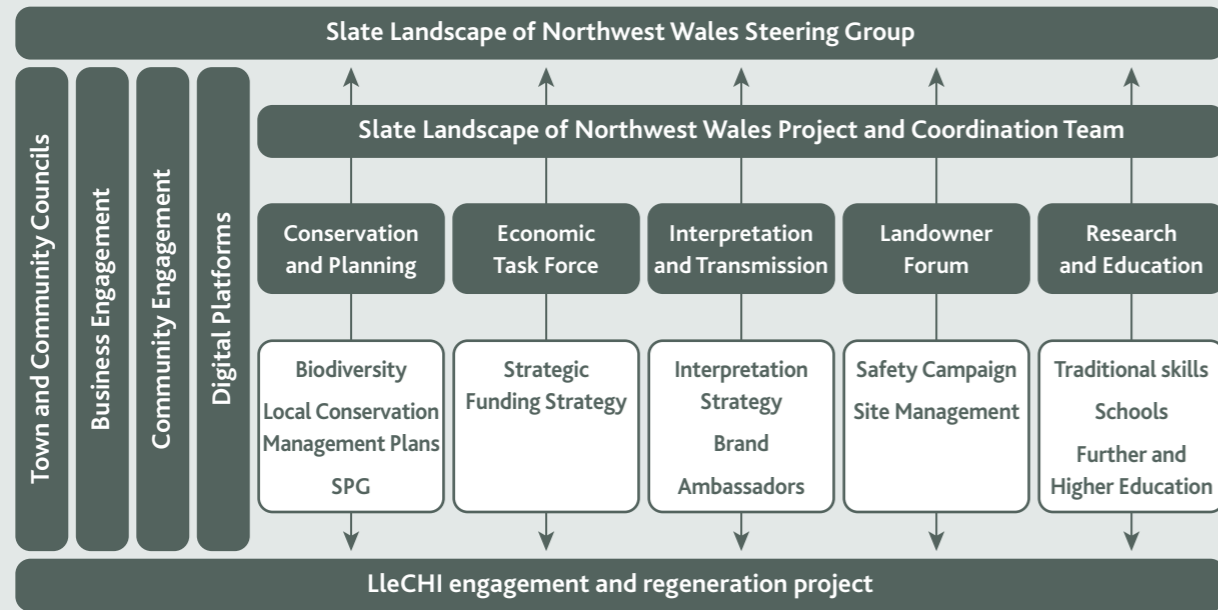 Slate Landscape of Northwest Wales Steering Group
Town and Community Councils
Business Engagement
Community Engagement
Digital Platforms
Slate Landscape of Northwest Wales Project and Coordination Team
Conservation
and Planning
Economic
Task Force
Interpretation
and Transmission
Landowner
Forum
Research
and Education
Biodiversity
Local Conservation
Management Plans
SPG
Strategic
Funding Strategy
Interpretation
Strategy
Brand
Ambassadors
Safety Campaign
Site Management
Traditional skills
Schools
Further and
Higher Education
LleCHI engagement and regeneration project